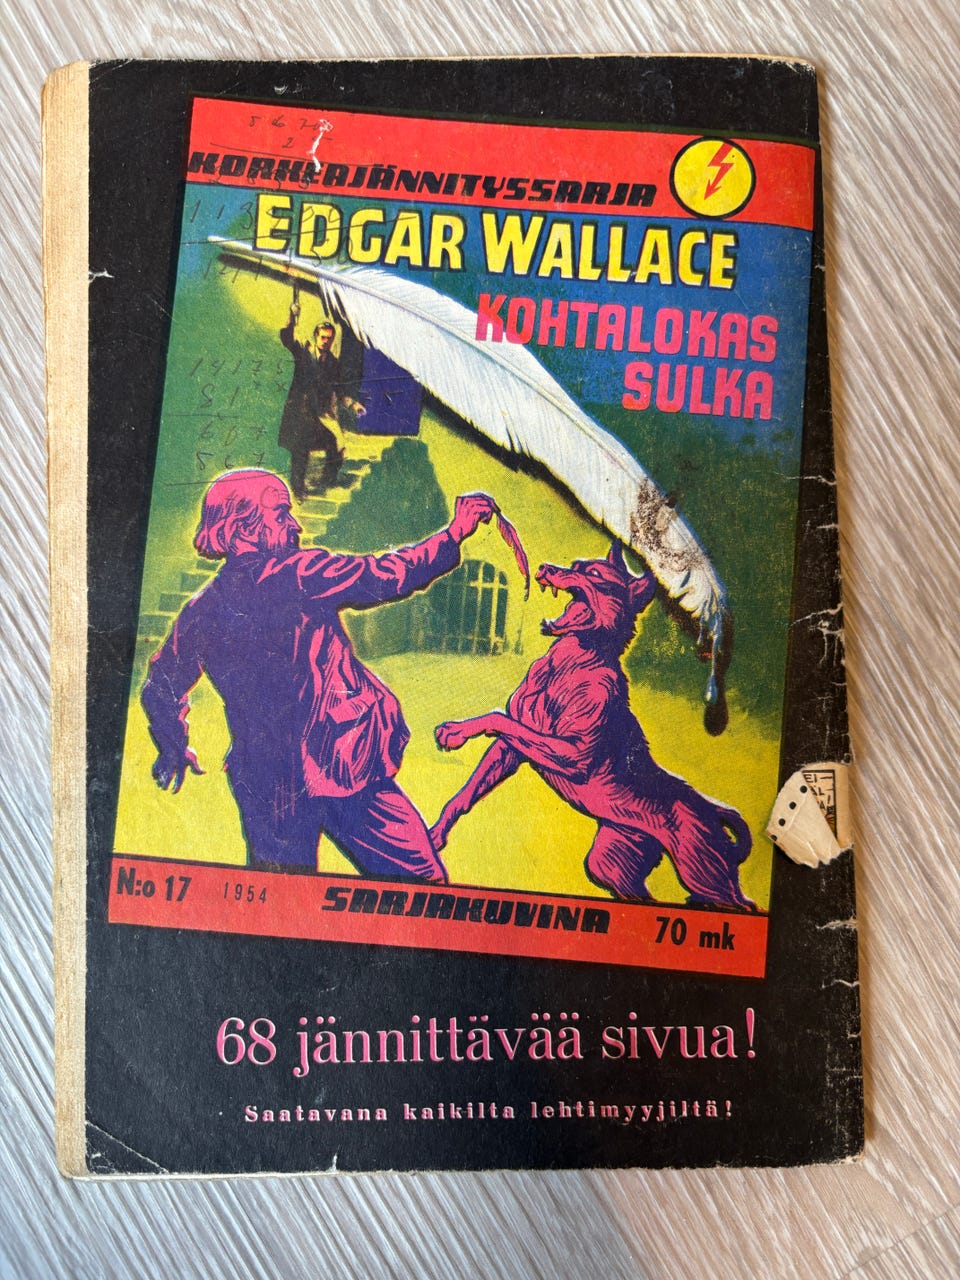 KORKEAJÄNNITYSSARJA
EDGAR WALLACE
KOHTALOKAS
SULKA
N:o 17 1954 SARJAKUVINA 70 mk
68 jännittävää sivua!
Saatavana kaikilta lehtimyyjiltä!